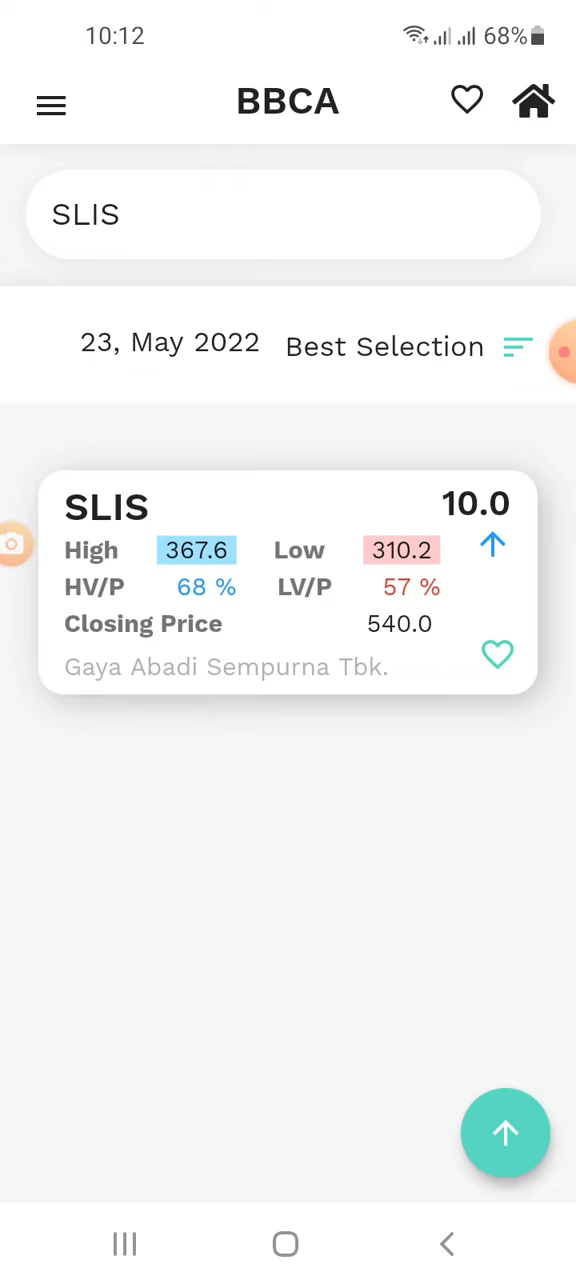 10:12 68%
BBCA
SLIS
23, May 2022 Best Selection
SLIS 10.0
High 367.6 Low 310.2
HV/P 68 % LV/P 57 %
Closing Price 540.0
Gaya Abadi Sempurna Tbk.